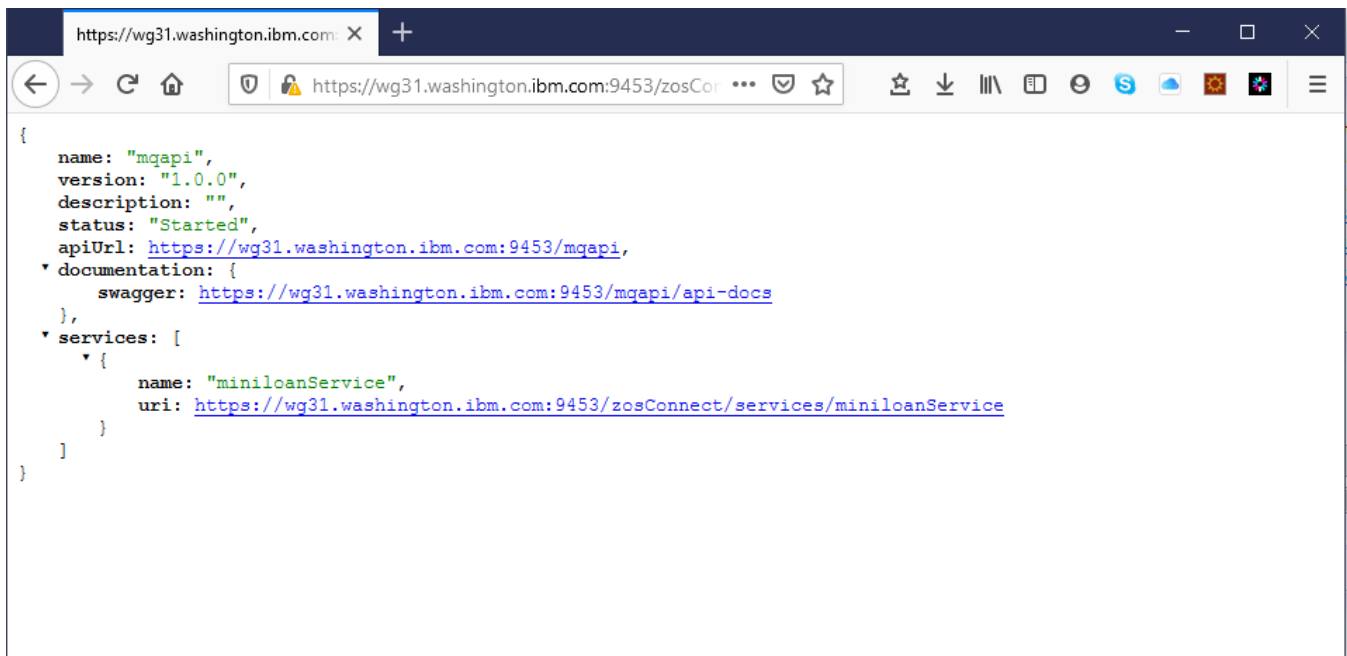 https://wg31.washington.ibm.com:
https://wg31.washington.ibm.com:9453/zosCon
{
name: "mqapi",
version: "1.0.0",
description: "",
status: "Started",
apiUrl: https://wg31.washington.ibm.com:9453/mqapi,
documentation: {
swagger: https://wg31.washington.ibm.com:9453/mqapi/api-docs
},
services: [
{
name: "miniloanService",
uri: https://wg31.washington.ibm.com:9453/zosConnect/services/miniloanService
}
]
}